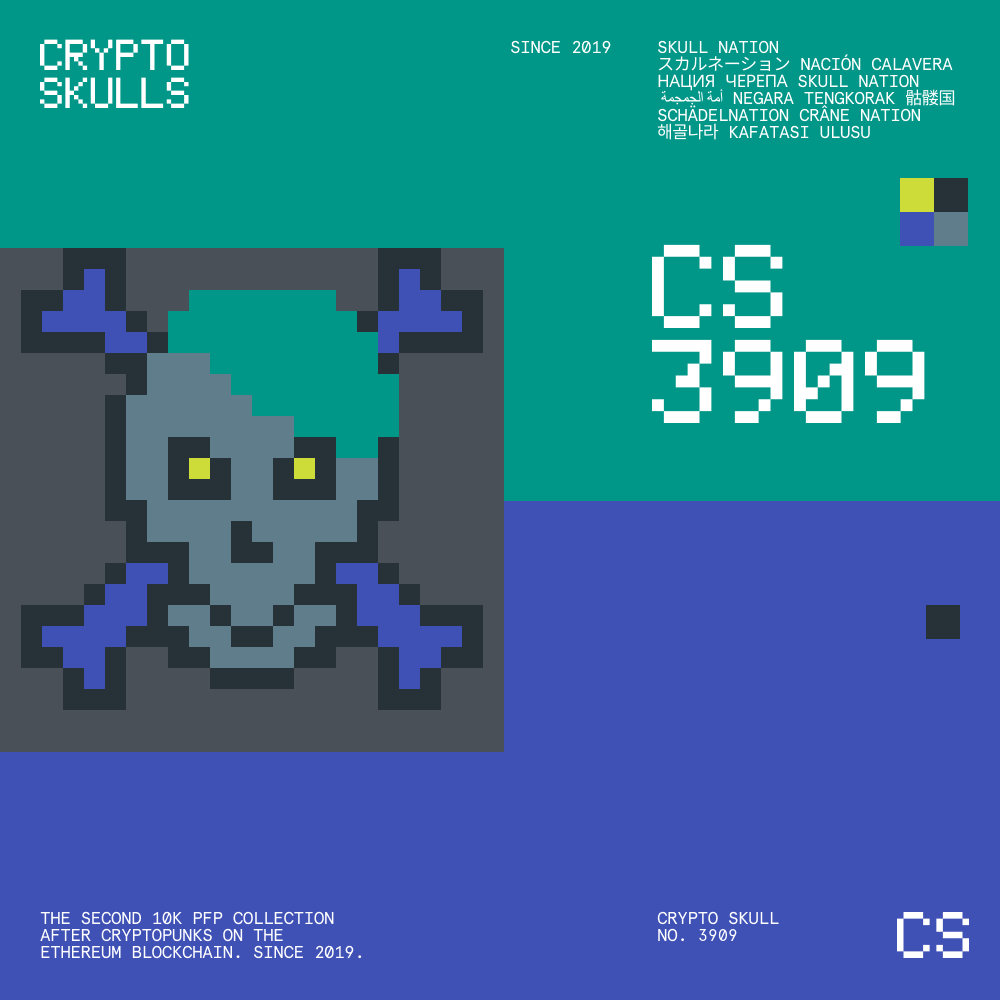 CRYPTO
SKULLS
SINCE 2019
SKULL NATION
スカルネーション NACIÓN CALAVERA
НАЦИЯ ЧЕРЕПА SKULL NATION
أمة الجمجمة NEGARA TENGKORAK 骷髅国
SCHÄDELNATION CRÂNE NATION
해골나라 KAFATASI ULUSU
CS
3909
THE SECOND 10K PFP COLLECTION
AFTER CRYPTOPUNKS ON THE
ETHEREUM BLOCKCHAIN. SINCE 2019.
CRYPTO SKULL
NO. 3909
CS